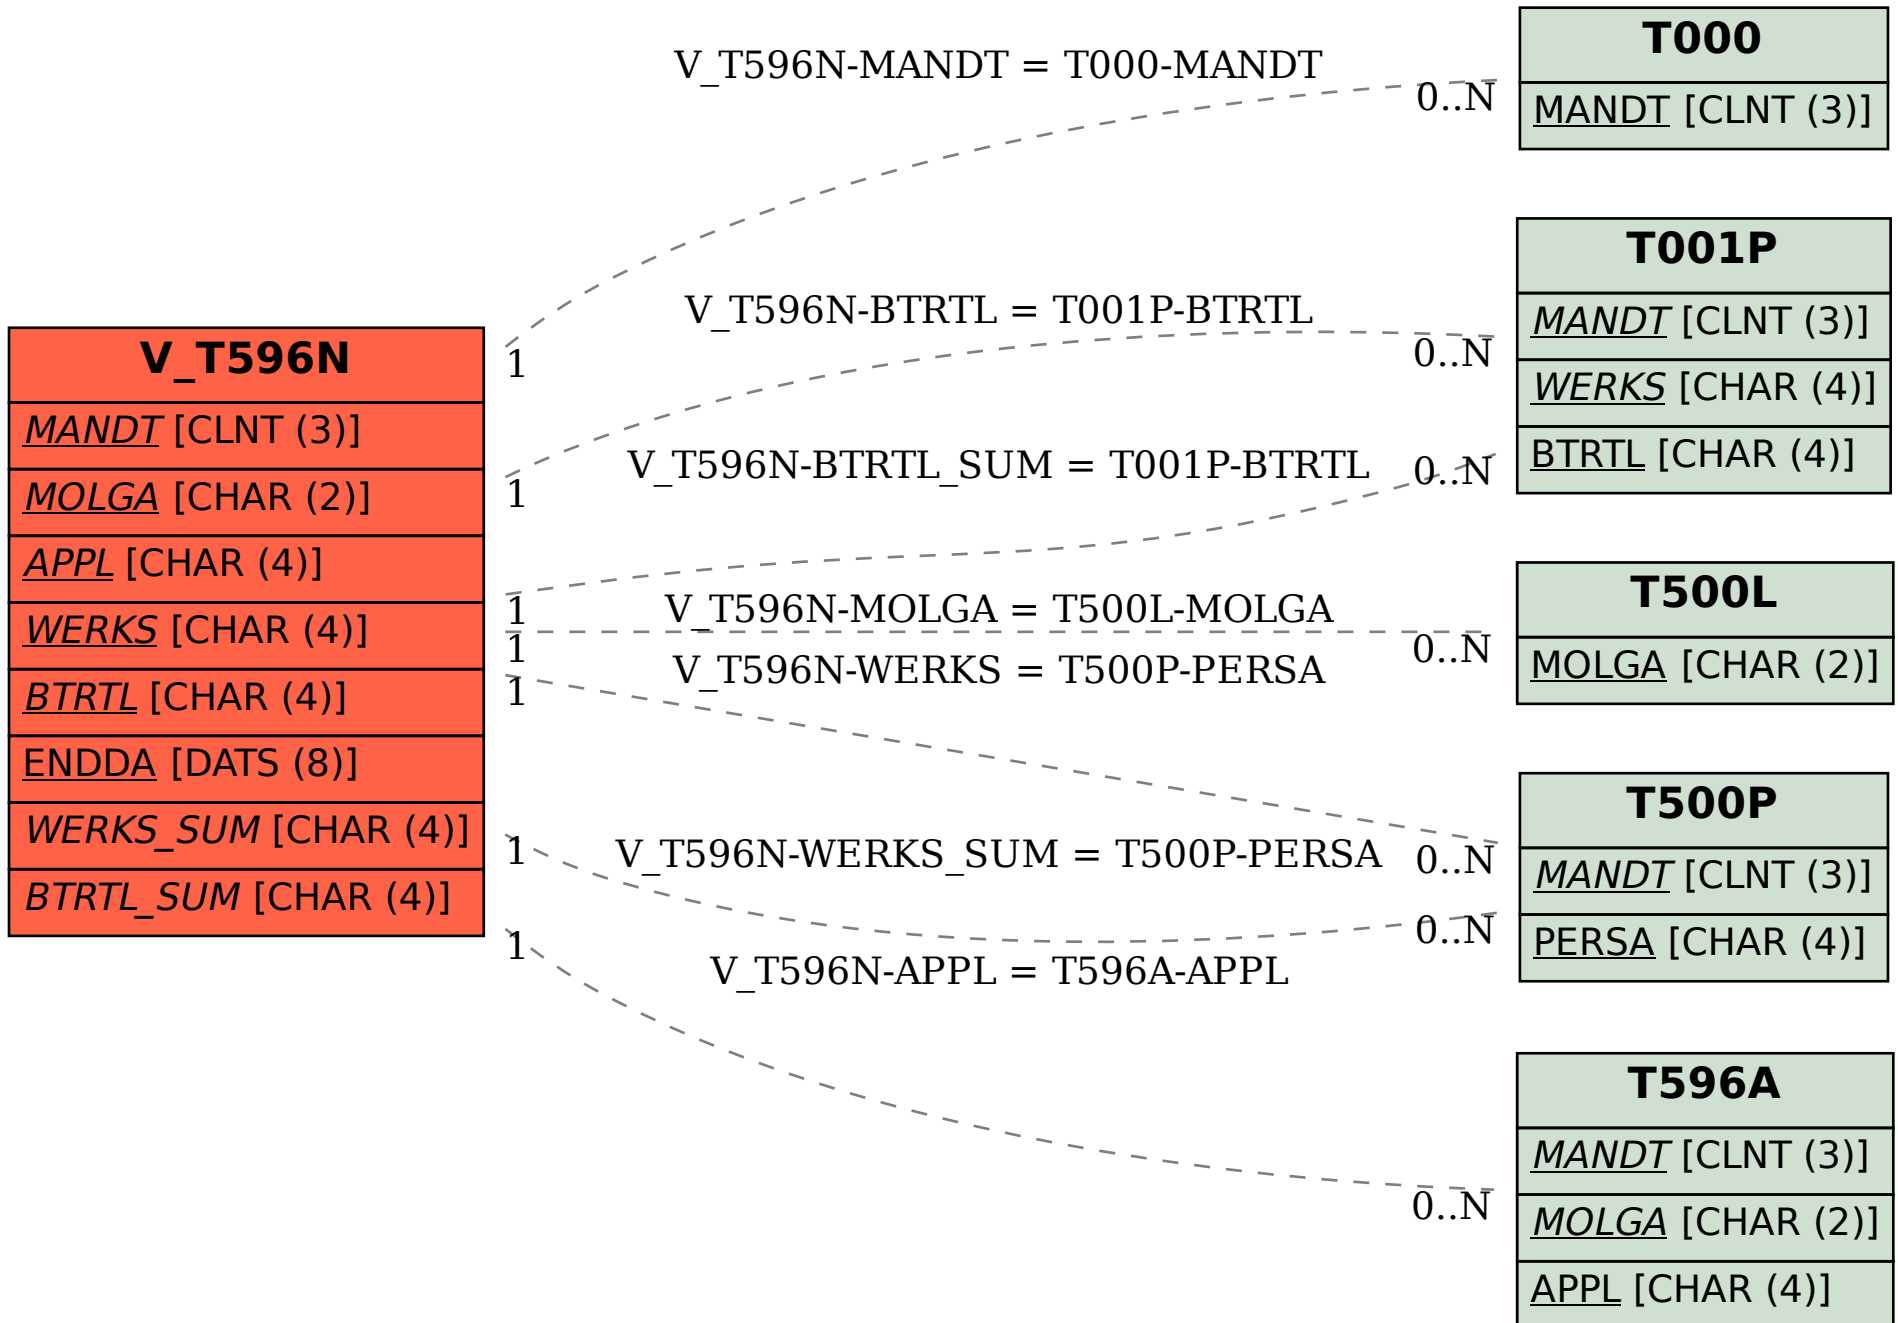 V_T596N
MANDT [CLNT (3)]
MOLGA [CHAR (2)]
APPL [CHAR (4)]
WERKS [CHAR (4)]
BTRTL [CHAR (4)]
ENDDA [DATS (8)]
WERKS_SUM [CHAR (4)]
BTRTL_SUM [CHAR (4)]
V_T596N-MANDT = T000-MANDT
1
0..N
V_T596N-BTRTL = T001P-BTRTL
1
0..N
V_T596N-BTRTL_SUM = T001P-BTRTL
1
0..N
V_T596N-MOLGA = T500L-MOLGA
1
0..N
V_T596N-WERKS = T500P-PERSA
1
0..N
V_T596N-WERKS_SUM = T500P-PERSA
1
0..N
V_T596N-APPL = T596A-APPL
1
0..N
T000
MANDT [CLNT (3)]
T001P
MANDT [CLNT (3)]
WERKS [CHAR (4)]
BTRTL [CHAR (4)]
T500L
MOLGA [CHAR (2)]
T500P
MANDT [CLNT (3)]
PERSA [CHAR (4)]
T596A
MANDT [CLNT (3)]
MOLGA [CHAR (2)]
APPL [CHAR (4)]